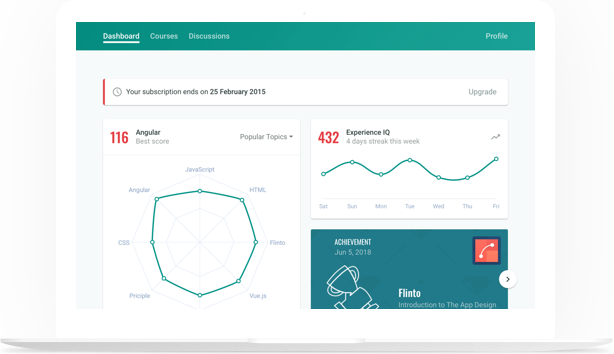 Dashboard Courses Discussions Profile
Your subscription ends on 25 February 2015 Upgrade
116 Angular
Best score
Popular Topics
JavaScript
Angular HTML
CSS Flinto
Priciple Vue.js
432 Experience IQ
4 days streak this week
Sat Sun Mon Tue Wed Thu Fri
ACHIEVEMENT
Jun 5, 2018
Flinto
Introduction to The App Design